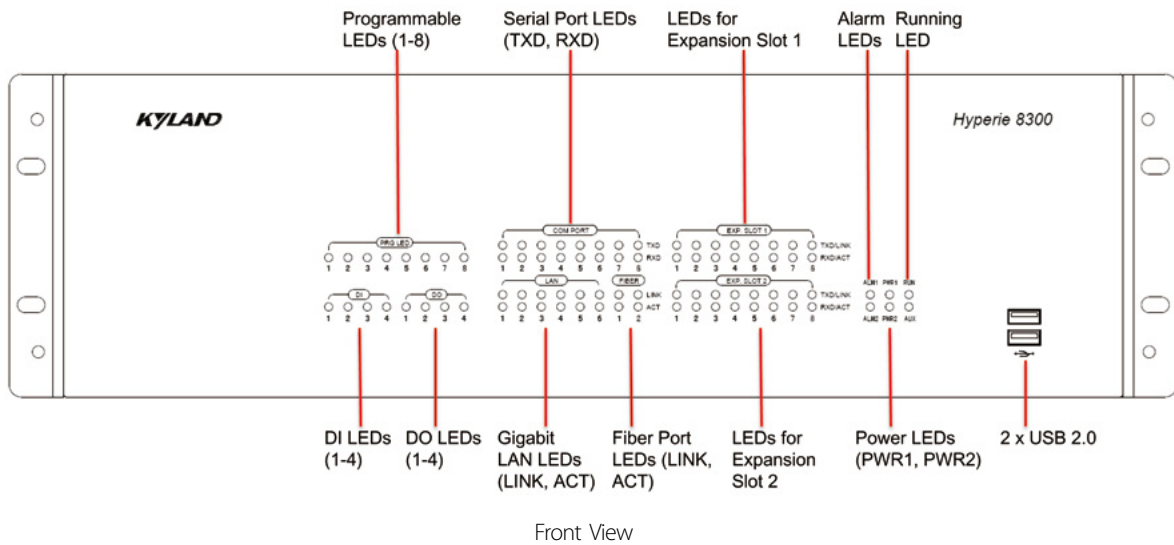 Programmable
LEDs (1-8)
Serial Port LEDs
(TXD, RXD)
LEDs for
Expansion Slot 1
Alarm
LEDs
Running
LED
KYLAND
Hyperie 8300
PRG LED
1 2 3 4 5 6 7 8
COM PORT
TXD
RXD
1 2 3 4 5 6 7 8
EXP. SLOT 1
TXD/LINK
RXD/ACT
1 2 3 4 5 6 7 8
DI
1 2 3 4
DO
1 2 3 4
LAN
1 2 3 4 5 6
FIBER
LINK
ACT
1 2
EXP. SLOT 2
TXD/LINK
RXD/ACT
1 2 3 4 5 6 7 8
ALM1 PWR1 RUN
ALM2 PWR2 AUX
DI LEDs
(1-4)
DO LEDs
(1-4)
Gigabit
LAN LEDs
(LINK, ACT)
Fiber Port
LEDs (LINK,
ACT)
LEDs for
Expansion
Slot 2
Power LEDs
(PWR1, PWR2)
2 x USB 2.0
Front View